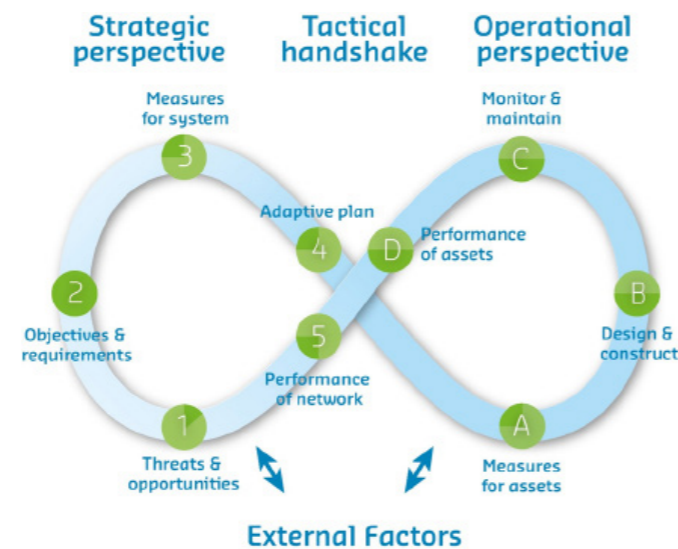 Strategic
perspective
Tactical
handshake
Operational
perspective
Measures
for system
3
Monitor &
maintain
C
Adaptive plan
4
D
Performance
of assets
2
Objectives &
requirements
B
Design &
construct
5
Performance
of network
1
Threats &
opportunities
A
Measures
for assets
External Factors